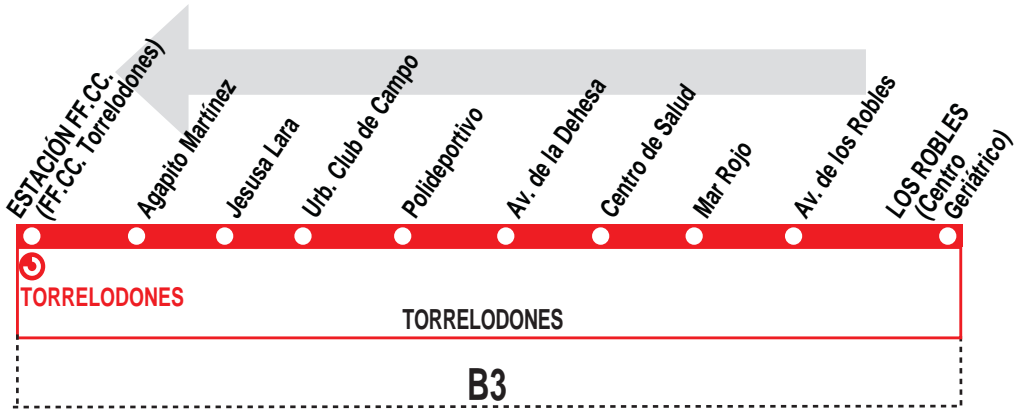 ESTACIÓN FF.CC.
(FF.CC. Torrelodones)
Agapito Martínez
Jesusa Lara
Urb. Club de Campo
Polideportivo
Av. de la Dehesa
Centro de Salud
Mar Rojo
Av. de los Robles
LOS ROBLES
(Centro
Geriátrico)
TORRELODONES
TORRELODONES
B3